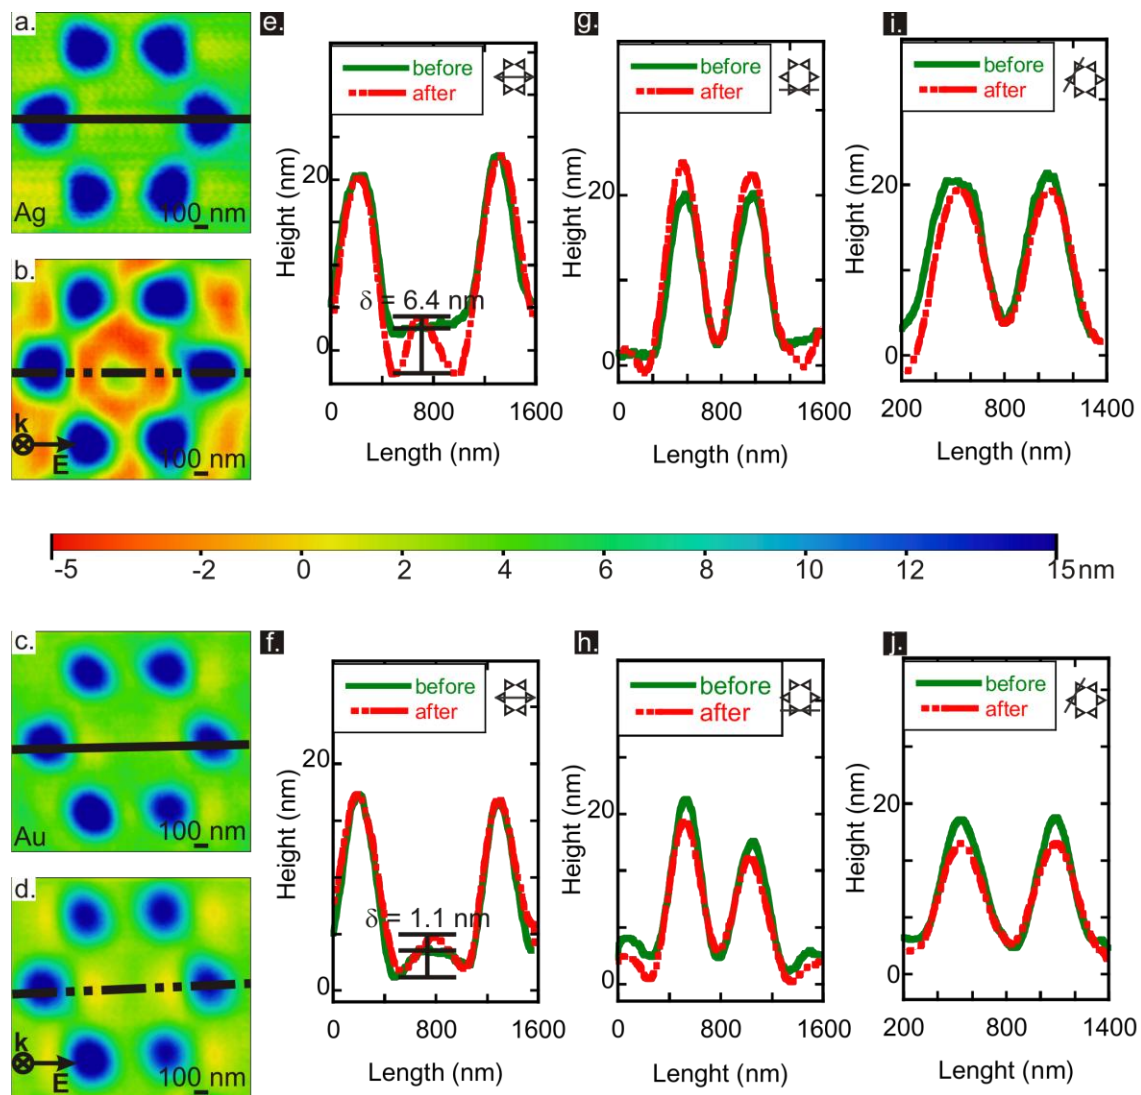 a.
Ag
100 nm
b.
k
E
100 nm
e.
before
after
Height (nm)
20
0
δ = 6.4 nm
0 800 1600
Length (nm)
g.
before
after
Height (nm)
20
0
0 800 1600
Length (nm)
i.
before
after
Height (nm)
20
0
200 800 1400
Length (nm)
-5 -2 0 2 4 6 8 10 12 15 nm
c.
Au
100 nm
d.
k
E
100 nm
f.
before
after
Height (nm)
20
0
δ = 1.1 nm
0 800 1600
Length (nm)
h.
before
after
Height (nm)
20
0
0 800 1600
Lenght (nm)
j.
before
after
Height (nm)
20
0
200 800 1400
Lenght (nm)